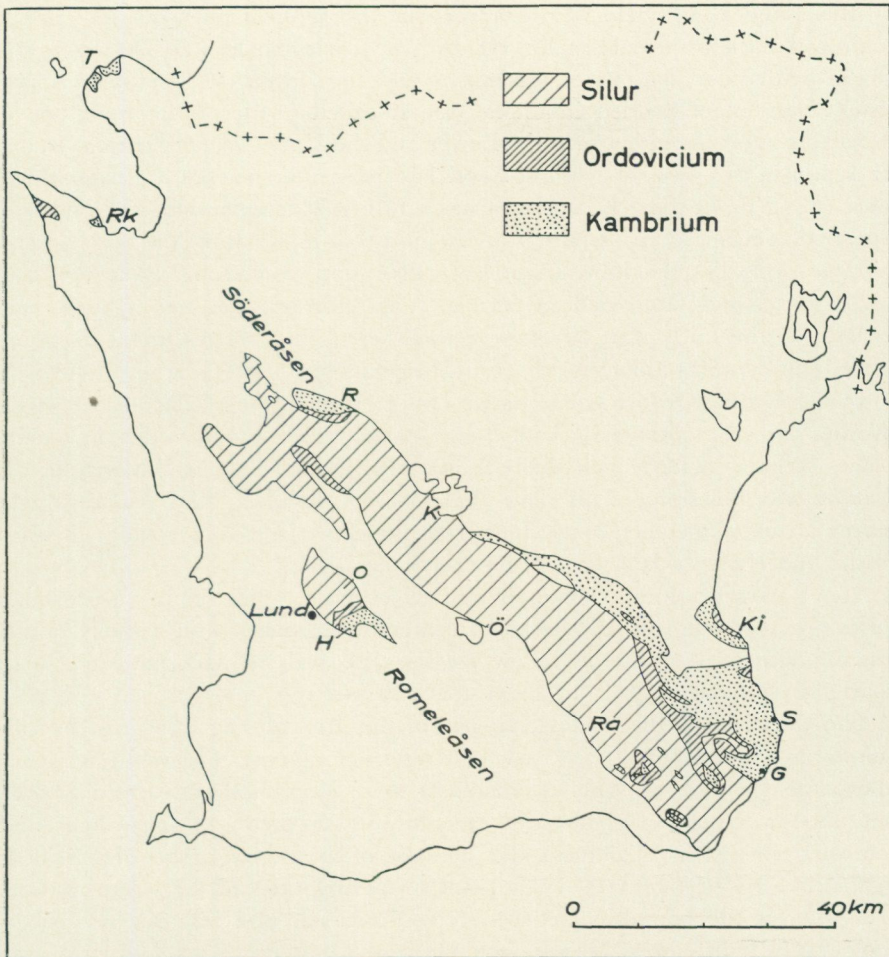 T
Silur
Ordovicium
Kambrium
Rk
Söderåsen
R
K
O
Lund
H
Ö
Ki
Romeleåsen
Ra
S
G
0 40km